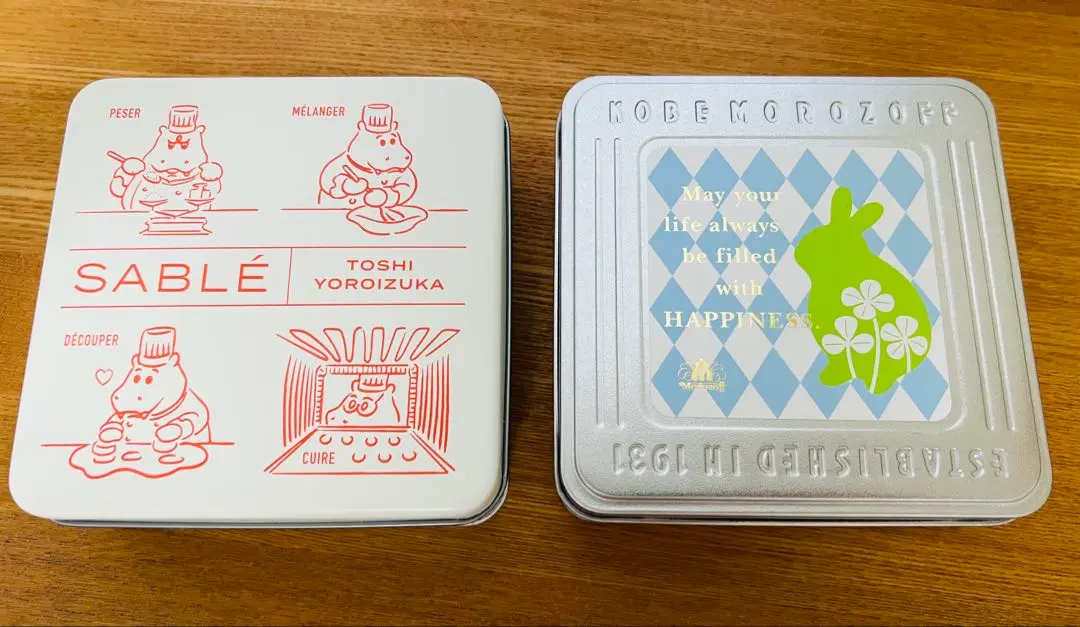 PESER
MÉLANGER
SABLÉ
TOSHI
YOROIZUKA
DÉCOUPER
CUIRE
KOBE MOROZOFF
May your
life always
be filled
with
HAPPINESS.
Morozoff
ESTABLISHED IN 1931